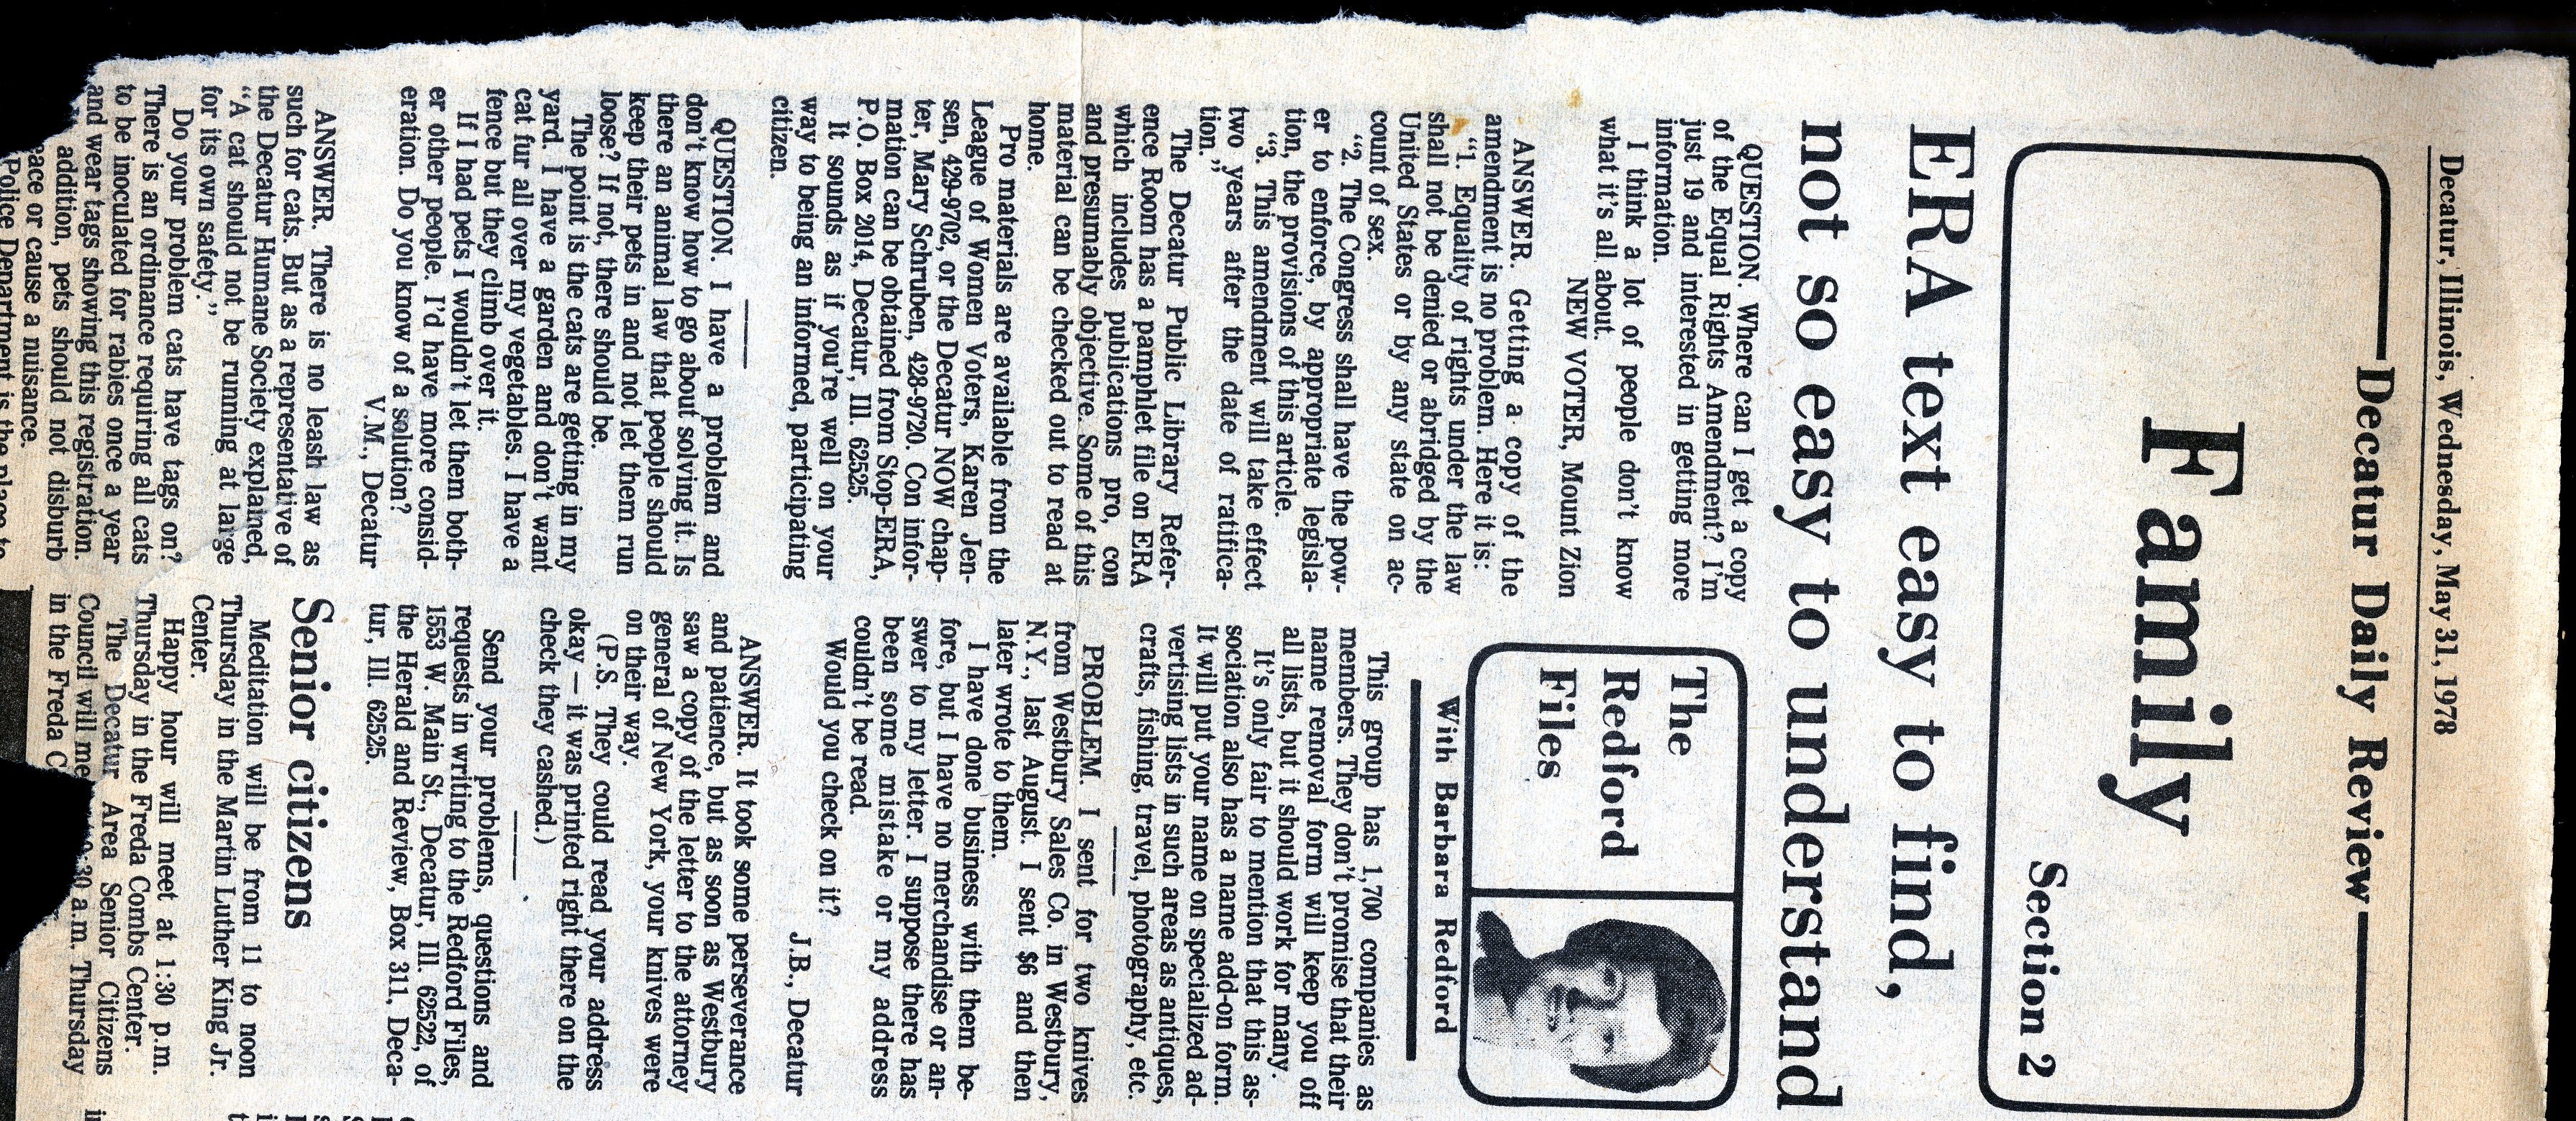 Decatur, Illinois, Wednesday, May 31, 1978
Decatur Daily Review
Family
Section 2
ERA text easy to find,
not so easy to understand
QUESTION. Where can I get a copy
of the Equal Rights Amendment? I'm
just 19 and interested in getting more
information.
I think a lot of people don't know
what it's all about.
NEW VOTER, Mount Zion
ANSWER. Getting a copy of the
amendment is no problem. Here it is:
"1. Equality of rights under the law
shall not be denied or abridged by the
United States or by any state on ac-
count of sex.
"2. The Congress shall have the pow-
er to enforce, by appropriate legisla-
tion, the provisions of this article.
"3. This amendment will take effect
two years after the date of ratifica-
tion."
The Decatur Public Library Refer-
ence Room has a pamphlet file on ERA
which includes publications pro, con
and presumably objective. Some of this
material can be checked out to read at
home.
Pro materials are available from the
League of Women Voters, Karen Jen-
sen, 429-9702, or the Decatur NOW chap-
ter, Mary Schruben, 428-9720. Con infor-
mation can be obtained from Stop-ERA,
P.O. Box 2014, Decatur, Ill. 62525.
It sounds as if you're well on your
way to being an informed, participating
citizen.
QUESTION. I have a problem and
don't know how to go about solving it. Is
there an animal law that people should
keep their pets in and not let them run
loose? If not, there should be.
The point is the cats are getting in my
yard. I have a garden and don't want
cat fur all over my vegetables. I have a
fence but they climb over it.
If I had pets I wouldn't let them both-
er other people. I'd have more consid-
eration. Do you know of a solution?
V.M., Decatur
ANSWER. There is no leash law as
such for cats. But as a representative of
the Decatur Humane Society explained,
"A cat should not be running at large
for its own safety."
Do your problem cats have tags on?
There is an ordinance requiring all cats
to be inoculated for rabies once a year
and wear tags showing this registration.
addition, pets should not disburb
or cause a nuisance.
Police Department is the place to
The
Redford
Files
With Barbara Redford
This group has 1,700 companies as
members. They don't promise that their
name removal form will keep you off
all lists, but it should work for many.
It's only fair to mention that this as-
sociation also has a name add-on form.
It will put your name on specialized ad-
vertising lists in such areas as antiques,
crafts, fishing, travel, photography, etc.
PROBLEM. I sent for two knives
from Westbury Sales Co. in Westbury,
N.Y., last August. I sent $6 and then
later wrote to them.
I have done business with them be-
fore, but I have no merchandise or an-
swer to my letter. I suppose there has
been some mistake or my address
couldn't be read.
Would you check on it?
J.B., Decatur
ANSWER. It took some perseverance
and patience, but as soon as Westbury
saw a copy of the letter to the attorney
general of New York, your knives were
on their way.
(P.S. They could read your address
okay — it was printed right there on the
check they cashed.)
Send your problems, questions and
requests in writing to the Redford Files,
1553 W. Main St., Decatur, Ill. 62522, of
the Herald and Review, Box 311, Deca-
tur, Ill. 62525.
Senior citizens
Meditation will be from 11 to noon
Thursday in the Martin Luther King Jr.
Center.
Happy hour will meet at 1:30 p.m.
Thursday in the Freda Combs Center.
The Decatur Area Senior Citizens
Council will me :30 a.m. Thursday
in the Freda C